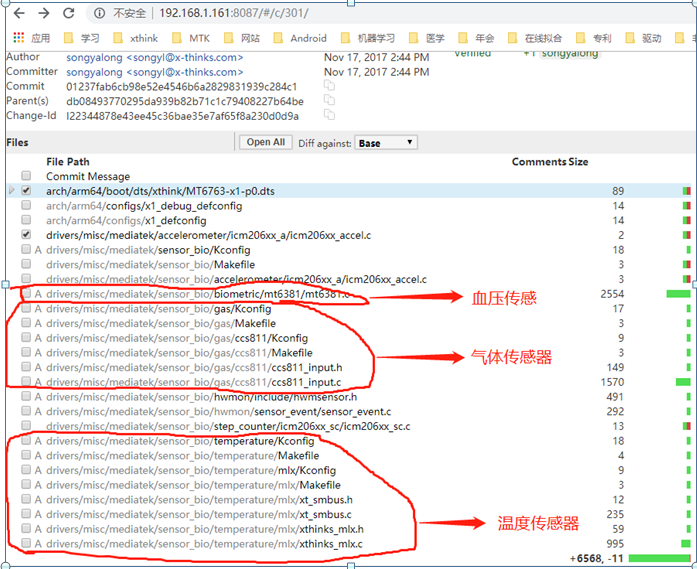 不安全 | 192.168.1.161:8087/#/c/301/
应用 学习 xthink MTK 网站 Android 机器学习 医学 年会 在线拟合 专利 驱动
Author songyalong <songyl@x-thinks.com> Nov 17, 2017 2:44 PM Verified +1 songyalong
Committer songyalong <songyl@x-thinks.com> Nov 17, 2017 2:44 PM
Commit 01237fab6cb98e52e4546b6a2829831939c284c1
Parent(s) db08493770295da939b82b71c1c79408227b64be
Change-Id I22344878e43ee45c36bae35e7af65f8a230d0d9a
Files Open All Diff against: Base
File Path Comments Size
Commit Message
arch/arm64/boot/dts/xthink/MT6763-x1-p0.dts 89
arch/arm64/configs/x1_debug_defconfig 14
arch/arm64/configs/x1_defconfig 14
drivers/misc/mediatek/accelerometer/icm206xx_a/icm206xx_accel.c 2
A drivers/misc/mediatek/sensor_bio/Kconfig 18
drivers/misc/mediatek/sensor_bio/Makefile 3
drivers/misc/mediatek/sensor_bio/accelerometer/icm206xx_a/icm206xx_accel.c 3
A drivers/misc/mediatek/sensor_bio/biometric/mt6381/mt6381.c 2554
血压传感
A drivers/misc/mediatek/sensor_bio/gas/Kconfig 17
A drivers/misc/mediatek/sensor_bio/gas/Makefile 3
A drivers/misc/mediatek/sensor_bio/gas/ccs811/Kconfig 9
A drivers/misc/mediatek/sensor_bio/gas/ccs811/Makefile 3
气体传感器
A drivers/misc/mediatek/sensor_bio/gas/ccs811/ccs811_input.h 149
A drivers/misc/mediatek/sensor_bio/gas/ccs811/ccs811_input.c 1570
drivers/misc/mediatek/sensor_bio/hwmon/include/hwmsensor.h 491
A drivers/misc/mediatek/sensor_bio/hwmon/sensor_event/sensor_event.c 292
drivers/misc/mediatek/sensor_bio/step_counter/icm206xx_sc/icm206xx_sc.c 13
A drivers/misc/mediatek/sensor_bio/temperature/Kconfig 18
A drivers/misc/mediatek/sensor_bio/temperature/Makefile 4
A drivers/misc/mediatek/sensor_bio/temperature/mlx/Kconfig 9
A drivers/misc/mediatek/sensor_bio/temperature/mlx/Makefile 3
A drivers/misc/mediatek/sensor_bio/temperature/mlx/xt_smbus.h 12
A drivers/misc/mediatek/sensor_bio/temperature/mlx/xt_smbus.c 235
温度传感器
A drivers/misc/mediatek/sensor_bio/temperature/mlx/xthinks_mlx.h 59
A drivers/misc/mediatek/sensor_bio/temperature/mlx/xthinks_mlx.c 995
+6568, -11